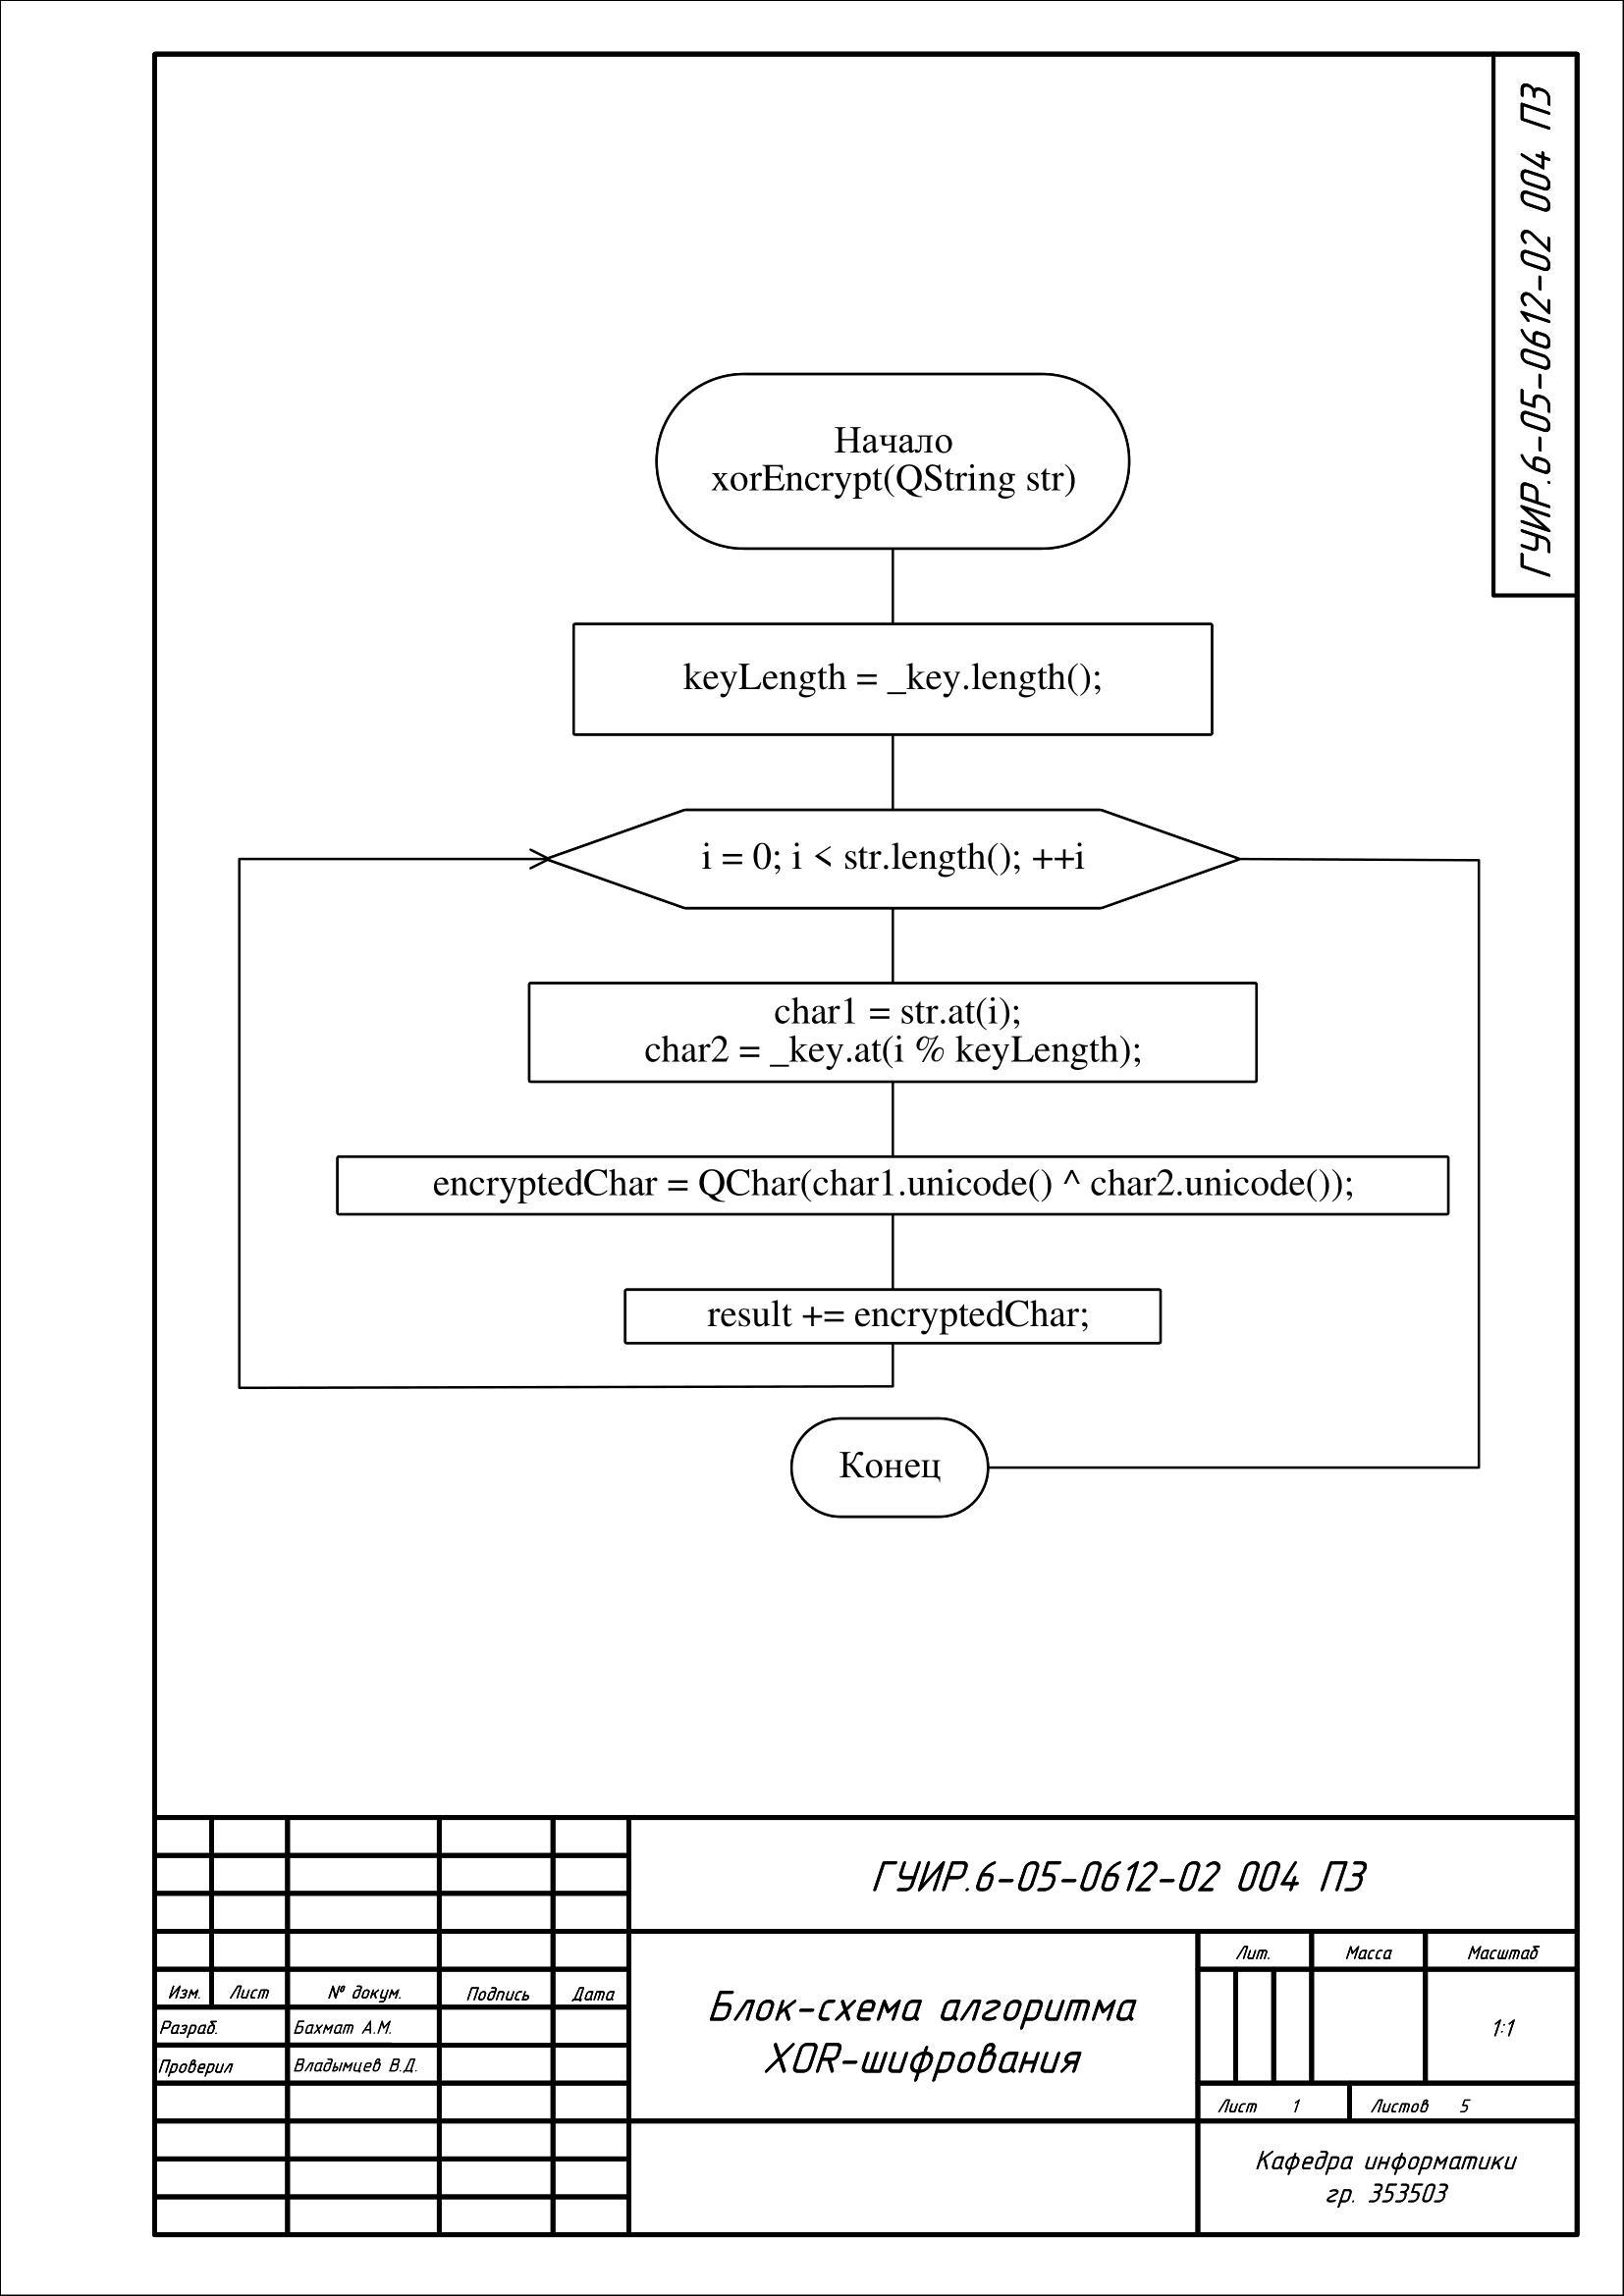 ГУИР.6-05-0612-02 004 ПЗ
Начало
xorEncrypt(QString str)
keyLength = _key.length();
i = 0; i < str.length(); ++i
char1 = str.at(i);
char2 = _key.at(i % keyLength);
encryptedChar = QChar(char1.unicode() ^ char2.unicode());
result += encryptedChar;
Конец
ГУИР.6-05-0612-02 004 ПЗ
Лит. Масса Масштаб
Изм. Лист № докум. Подпись Дата
Разраб. Бахмат А.М.
Проверил Владымцев В.Д.
Блок-схема алгоритма
XOR-шифрования
1:1
Лист 1 Листов 5
Кафедра информатики
гр. 353503